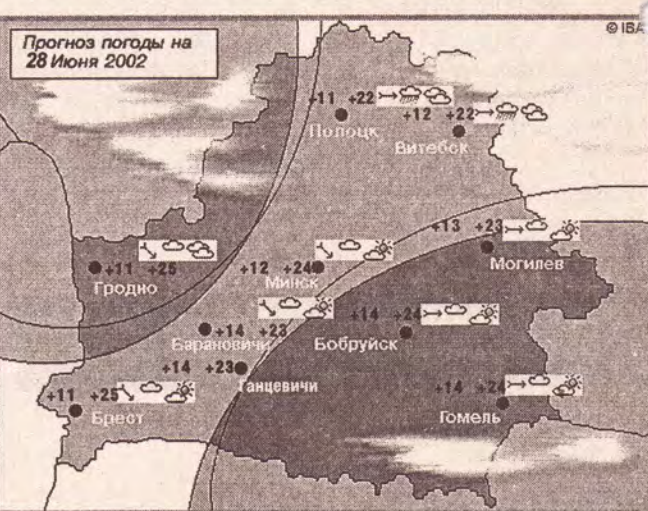 Прогноз погоды на
28 Июня 2002
© IBA
+11 +22
Полоцк
+12 +22
Витебск
+13 +23
Могилев
+11 +25
Гродно
+12 +24
Минск
+14 +23
Барановичи
+14 +24
Бобруйск
+14 +23
Ганцевичи
+11 +25
Брест
+14 +24
Гомель